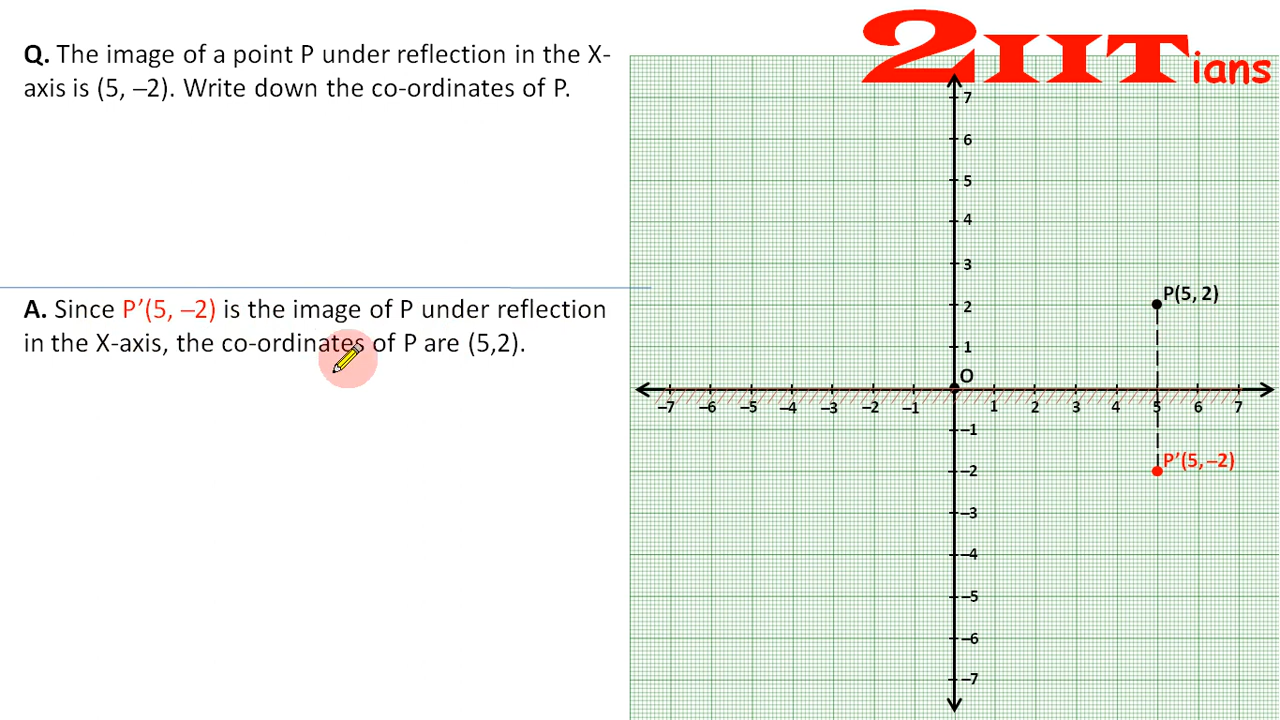 2IITians
Q. The image of a point P under reflection in the X-
axis is (5, –2). Write down the co-ordinates of P.
A. Since P’(5, –2) is the image of P under reflection
in the X-axis, the co-ordinates of P are (5,2).
7
6
5
4
3
2
1
P(5, 2)
O
–7 –6 –5 –4 –3 –2 –1 1 2 3 4 5 6 7
–1
–2
P’(5, –2)
–3
–4
–5
–6
–7